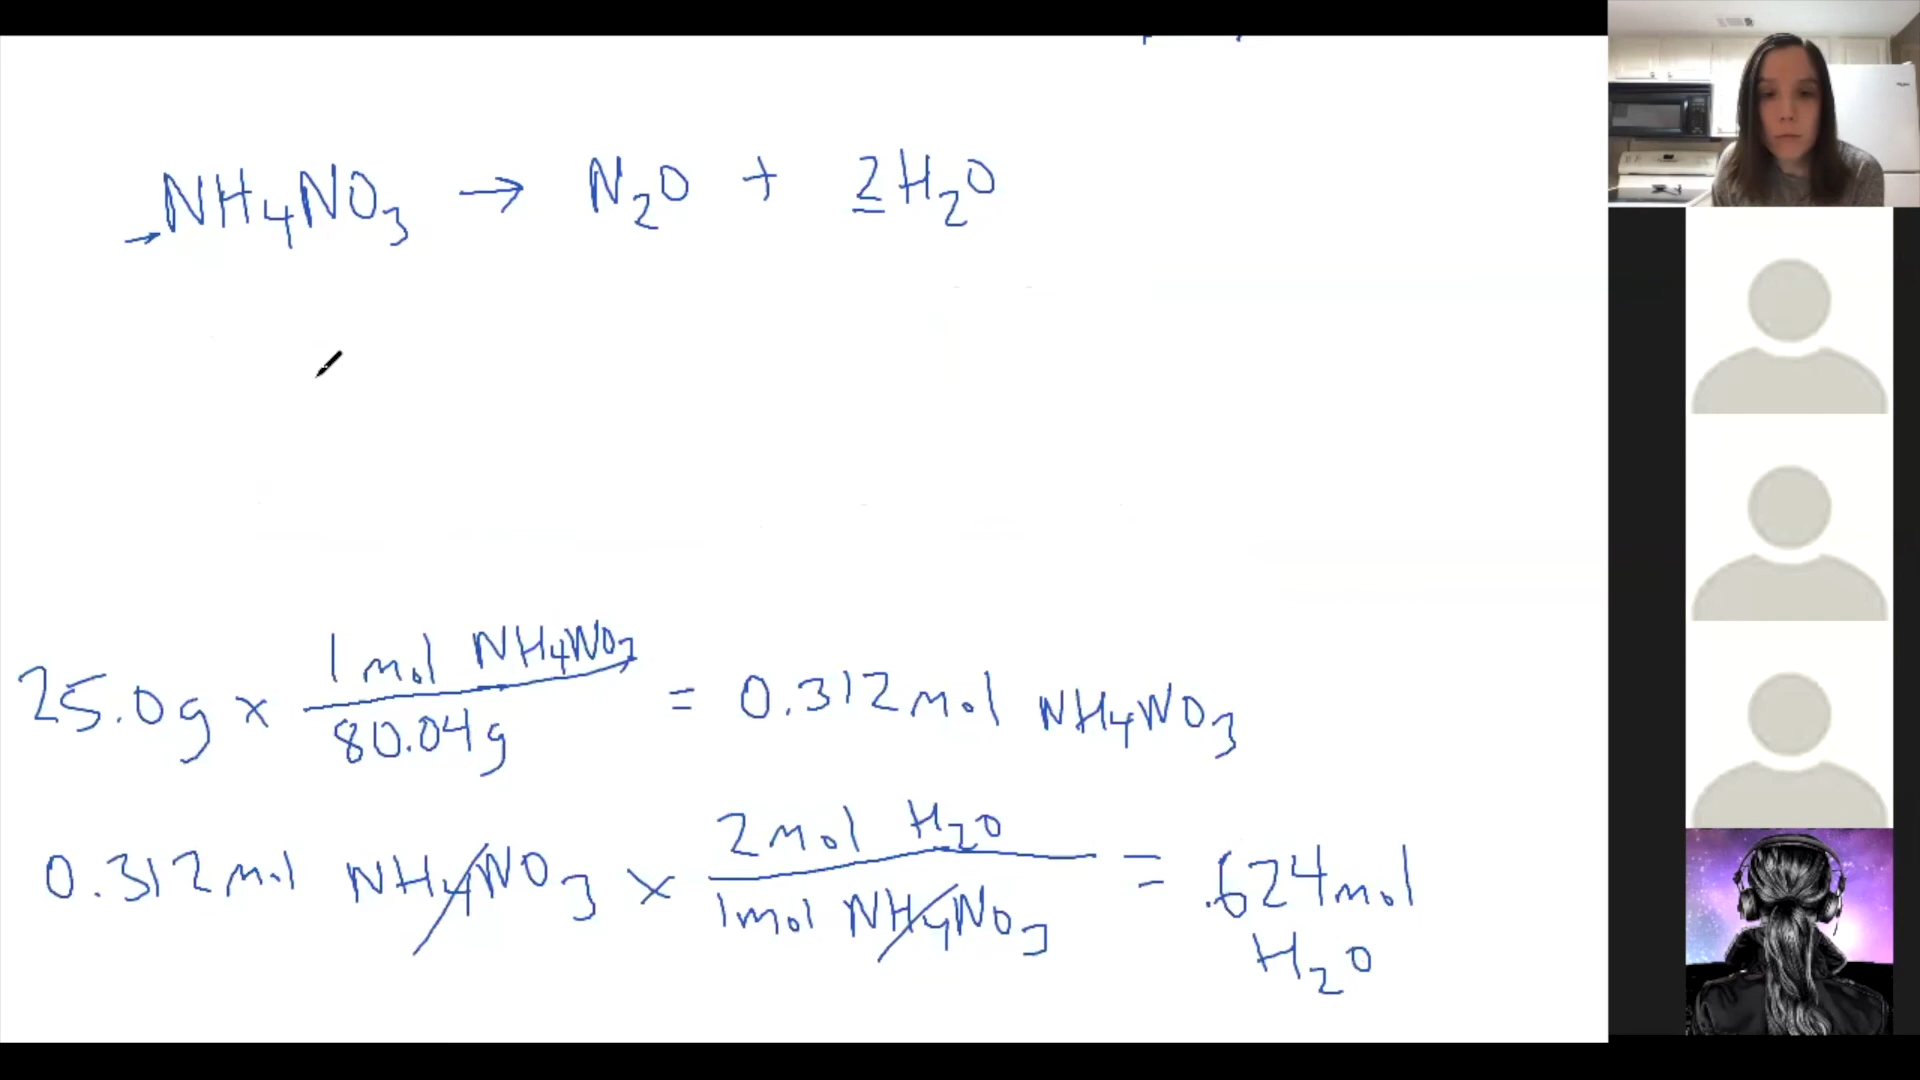 NH₄NO₃ → N₂O + 2H₂O
25.0g x 1 mol NH₄NO₃ / 80.04g = 0.312 mol NH₄NO₃
0.312 mol NH₄NO₃ x 2 mol H₂O / 1 mol NH₄NO₃ = .624 mol
H₂O